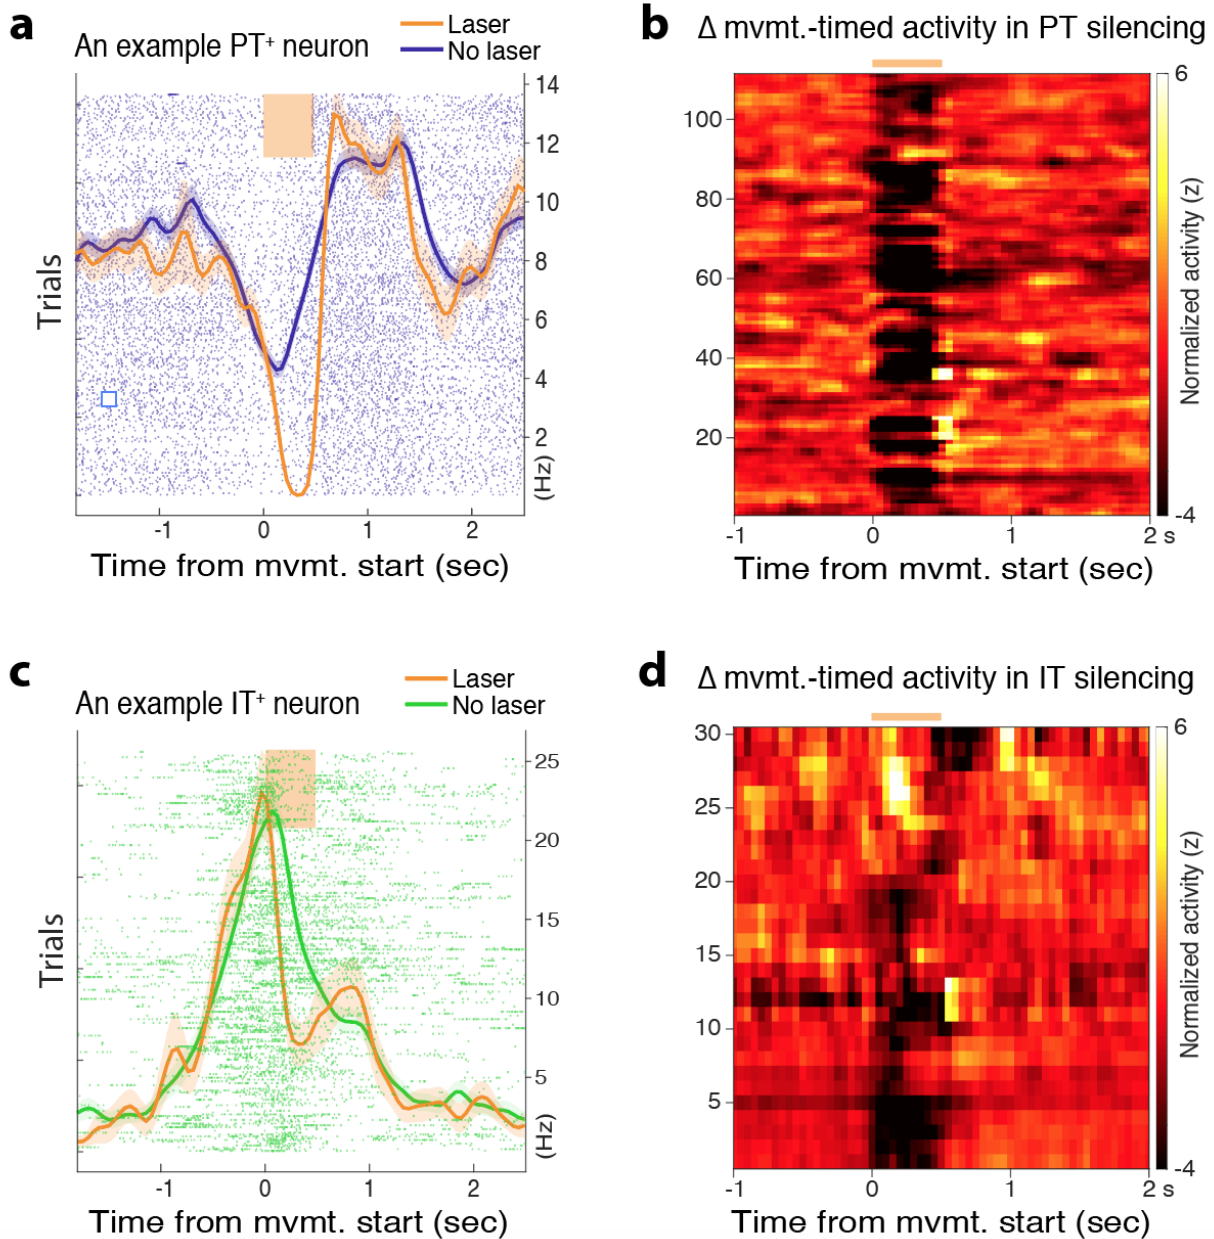 a
An example PT⁺ neuron
Laser
No laser
Trials
14
12
10
8
6
4
2
(Hz)
-1
0
1
2
Time from mvmt. start (sec)
b
Δ mvmt.-timed activity in PT silencing
100
80
60
40
20
-1
0
1
2 s
Time from mvmt. start (sec)
6
-4
Normalized activity (z)
c
An example IT⁺ neuron
Laser
No laser
Trials
25
20
15
10
5
(Hz)
-1
0
1
2
Time from mvmt. start (sec)
d
Δ mvmt.-timed activity in IT silencing
30
25
20
15
10
5
-1
0
1
2 s
Time from mvmt. start (sec)
6
-4
Normalized activity (z)